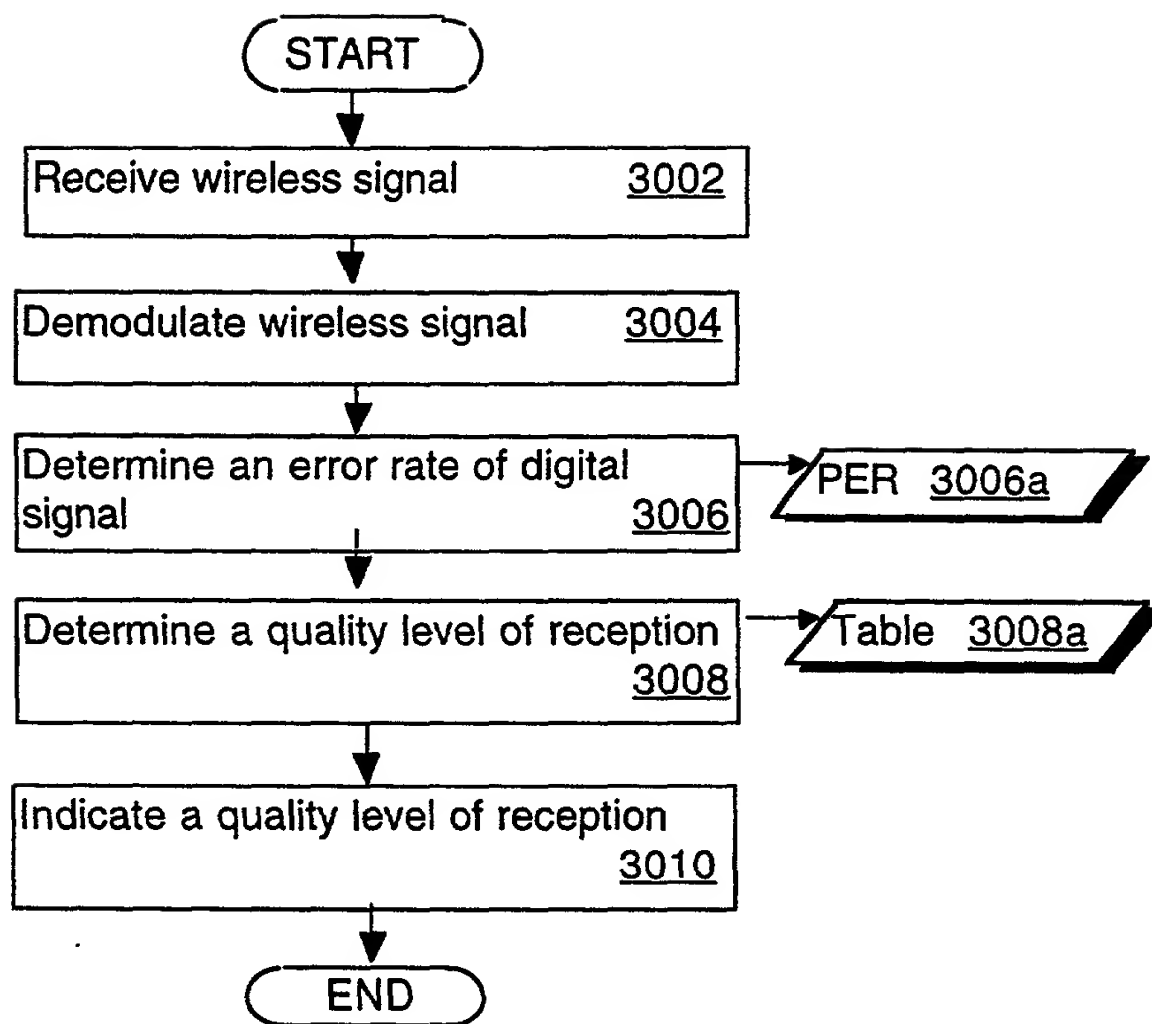 START
Receive wireless signal 3002
Demodulate wireless signal 3004
Determine an error rate of digital
signal 3006
PER 3006a
Determine a quality level of reception
3008
Table 3008a
Indicate a quality level of reception
3010
END